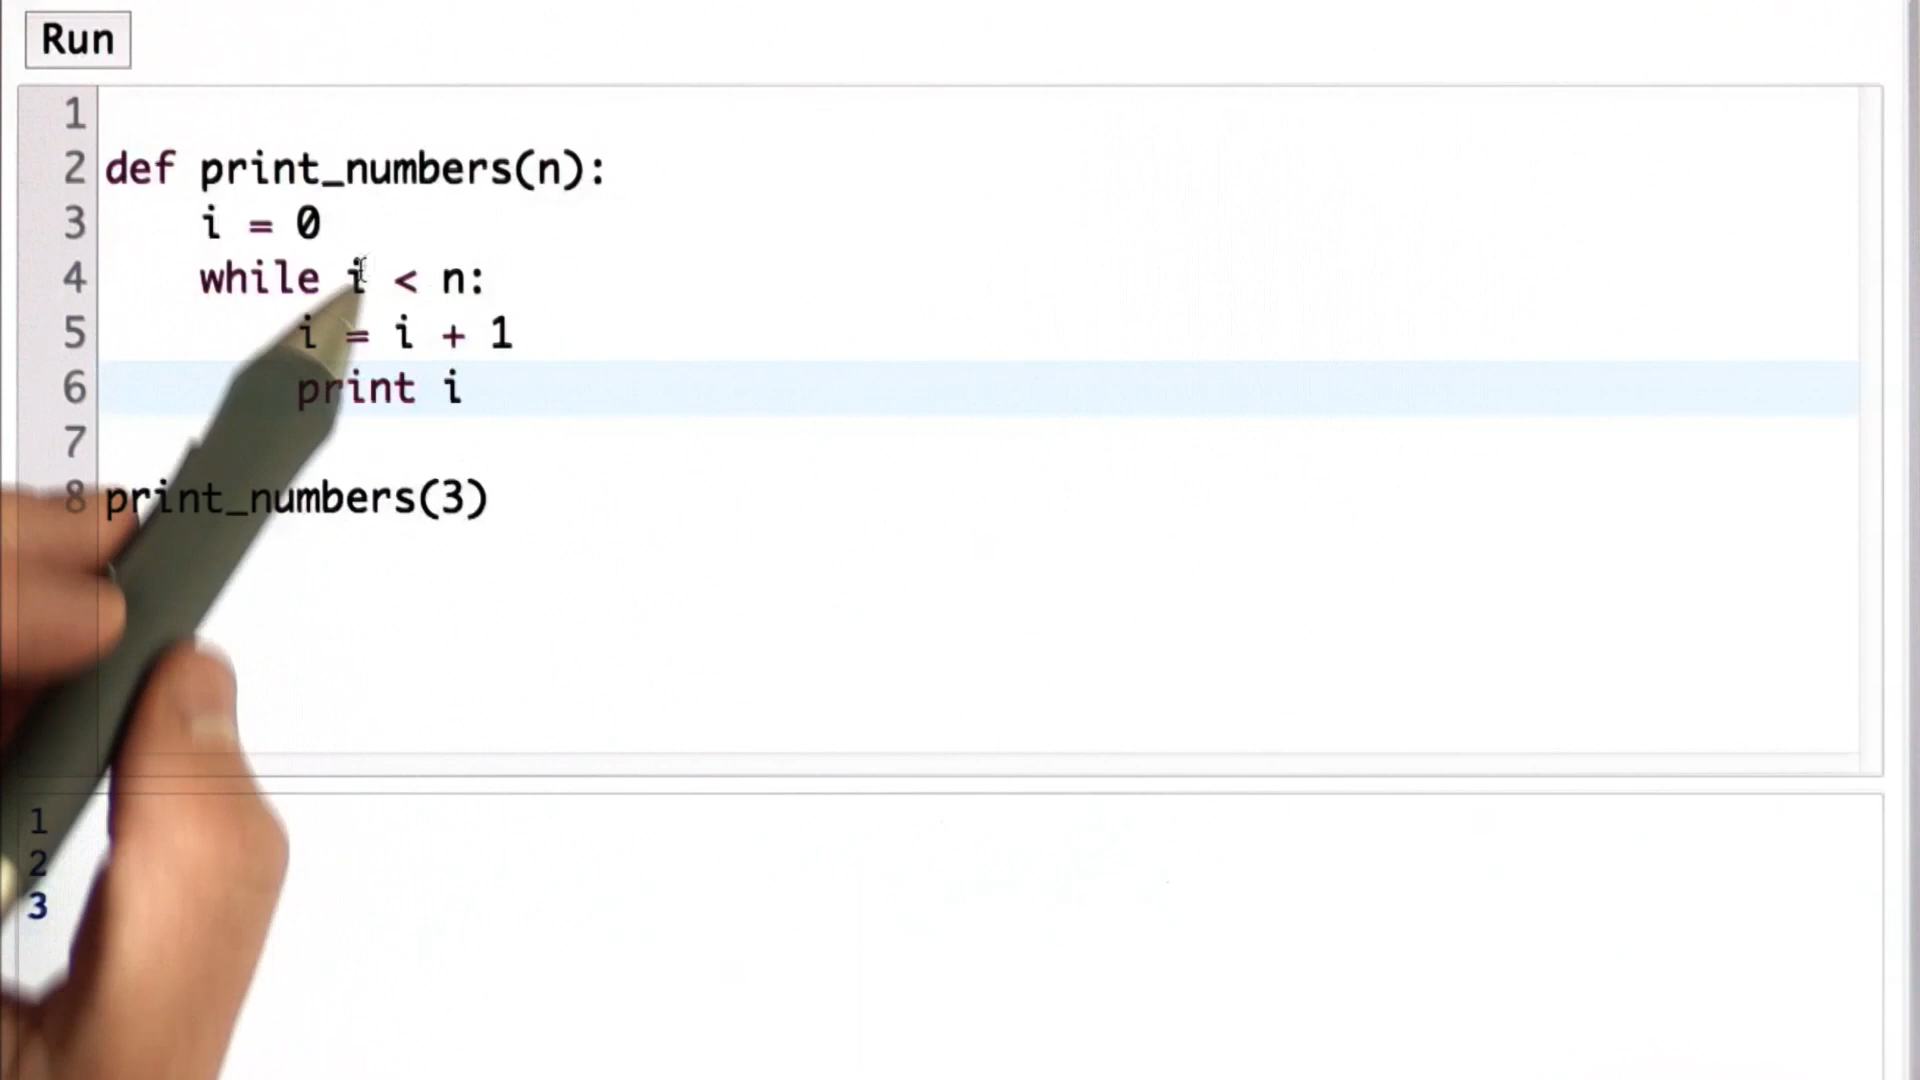 Run
1
2 def print_numbers(n):
3 i = 0
4 while i < n:
5 i = i + 1
6 print i
7
8 print_numbers(3)
1
2
3